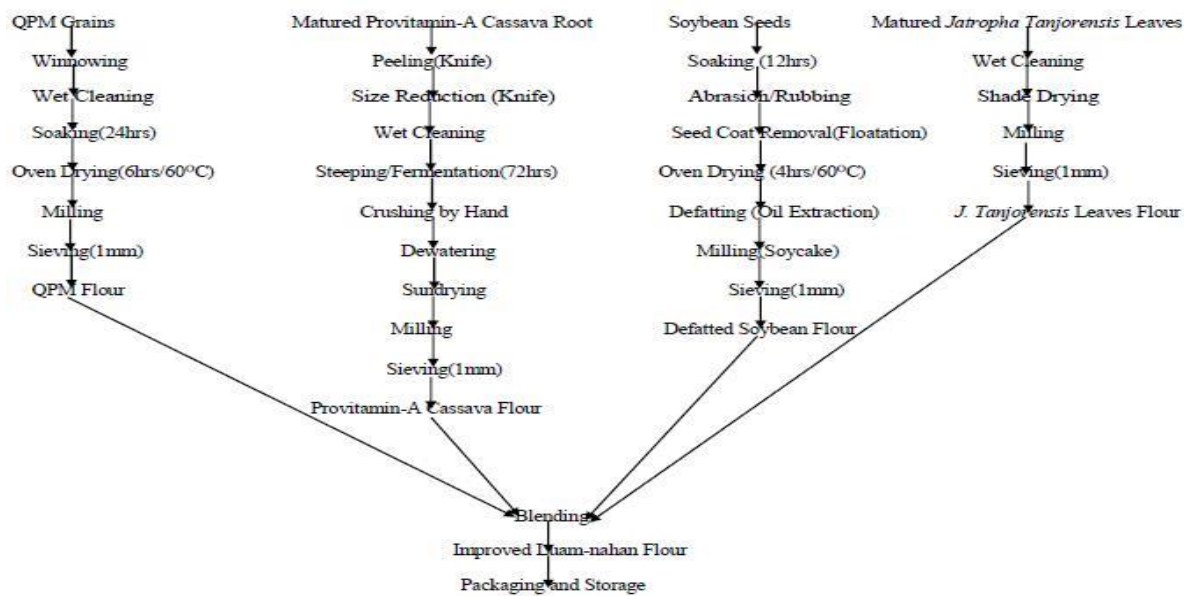 QPM Grains
Winnowing
Wet Cleaning
Soaking(24hrs)
Oven Drying(6hrs/60⁰C)
Milling
Sieving(1mm)
QPM Flour
Matured Provitamin-A Cassava Root
Peeling(Knife)
Size Reduction (Knife)
Wet Cleaning
Steeping/Fermentation(72hrs)
Crushing by Hand
Dewatering
Sundrying
Milling
Sieving(1mm)
Provitamin-A Cassava Flour
Soybean Seeds
Soaking (12hrs)
Abrasion/Rubbing
Seed Coat Removal(Floatation)
Oven Drying (4hrs/60⁰C)
Defatting (Oil Extraction)
Milling(Soycake)
Sieving(1mm)
Defatted Soybean Flour
Matured Jatropha Tanjorensis Leaves
Wet Cleaning
Shade Drying
Milling
Sieving(1mm)
J. Tanjorensis Leaves Flour
Blending
Improved Dham-nahan Flour
Packaging and Storage